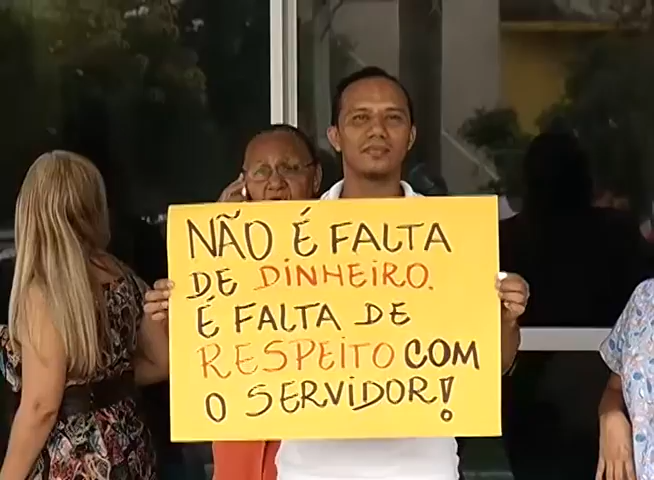 NÃO É FALTA
DE DINHEIRO.
É FALTA DE
RESPEITO COM
O SERVIDOR!